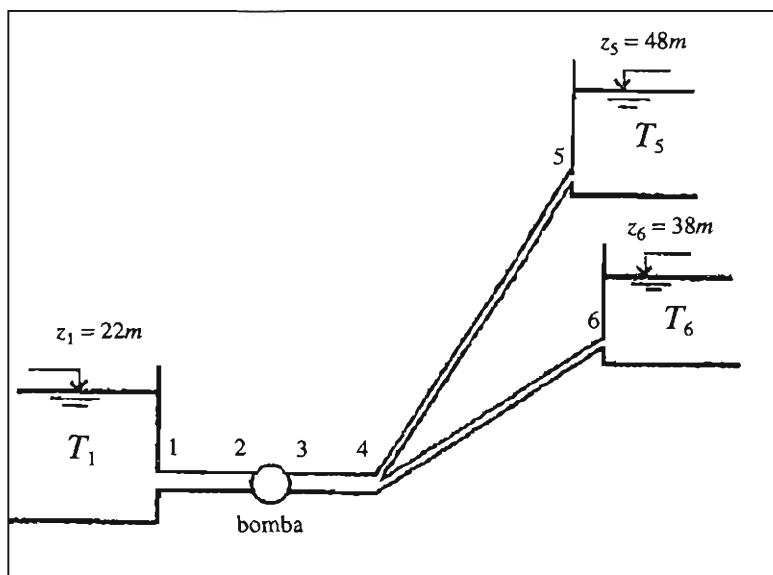 z₅ = 48m
T₅
5
z₆ = 38m
T₆
6
z₁ = 22m
T₁
1 2 3 4
bomba